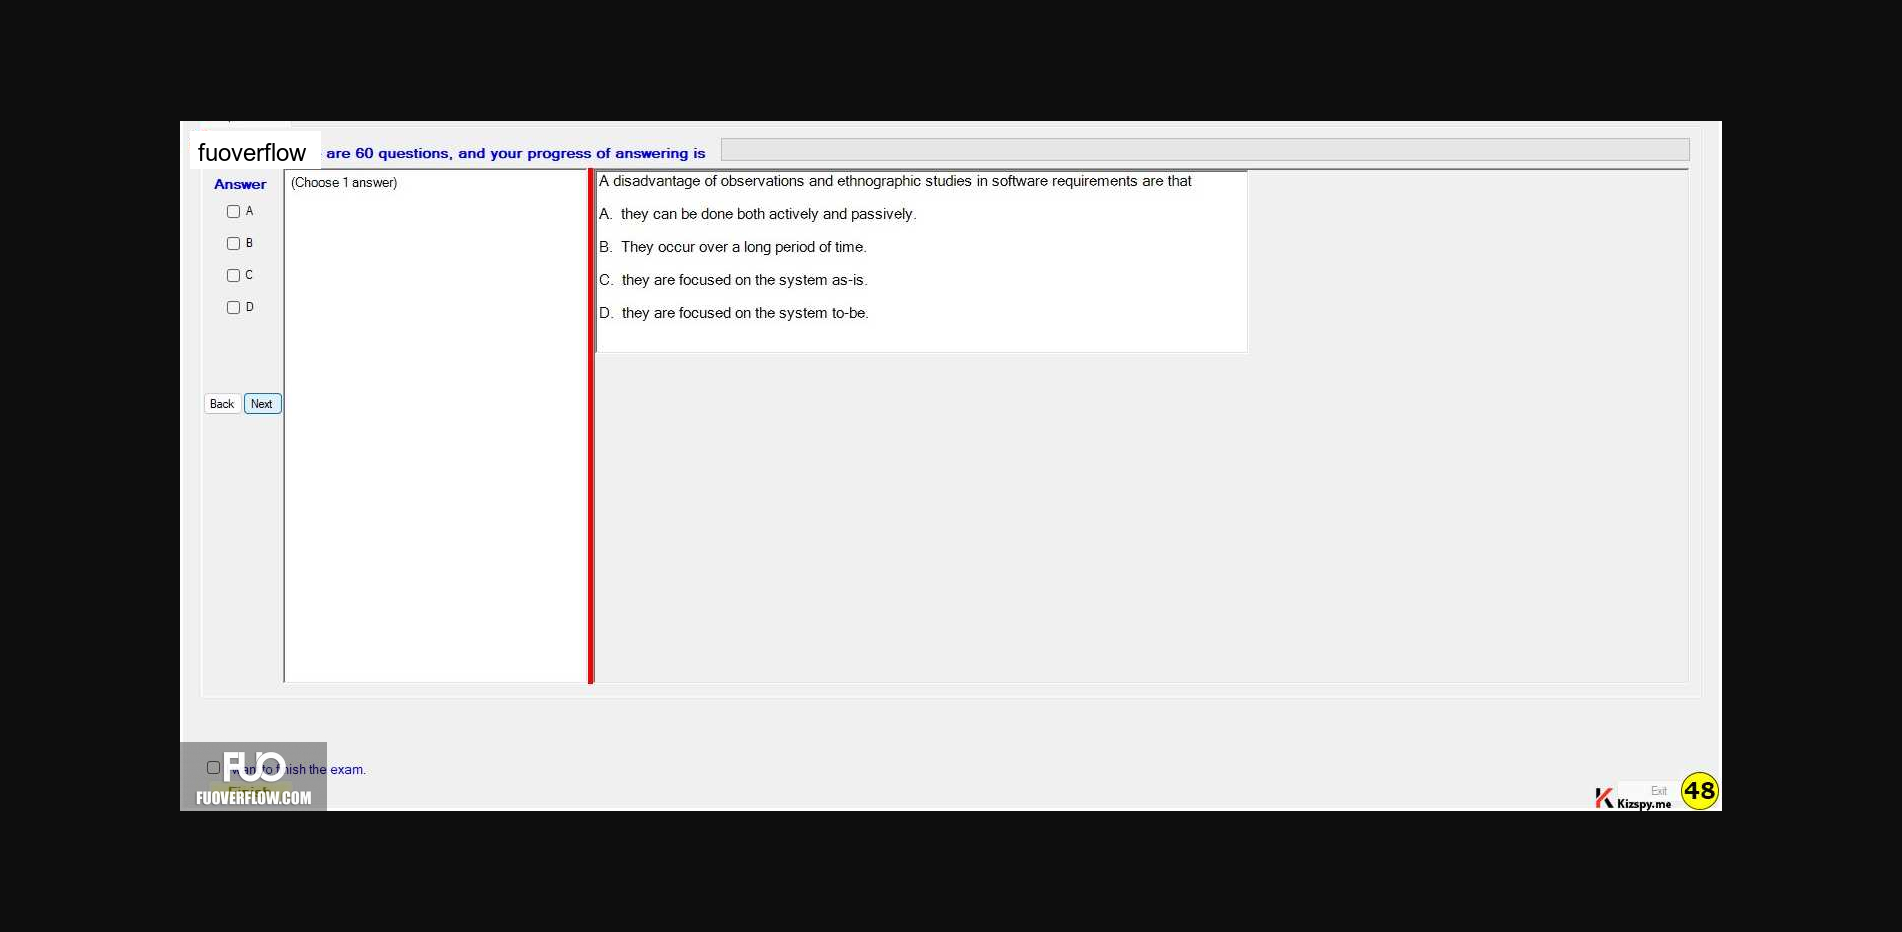 fuoverflow are 60 questions, and your progress of answering is
Answer
(Choose 1 answer)
A
B
C
D
Back Next
A disadvantage of observations and ethnographic studies in software requirements are that
A. they can be done both actively and passively.
B. They occur over a long period of time.
C. they are focused on the system as-is.
D. they are focused on the system to-be.
FUO
to finish the exam.
Finish
FUOVERFLOW.COM
Exit
Kizspy.me
48